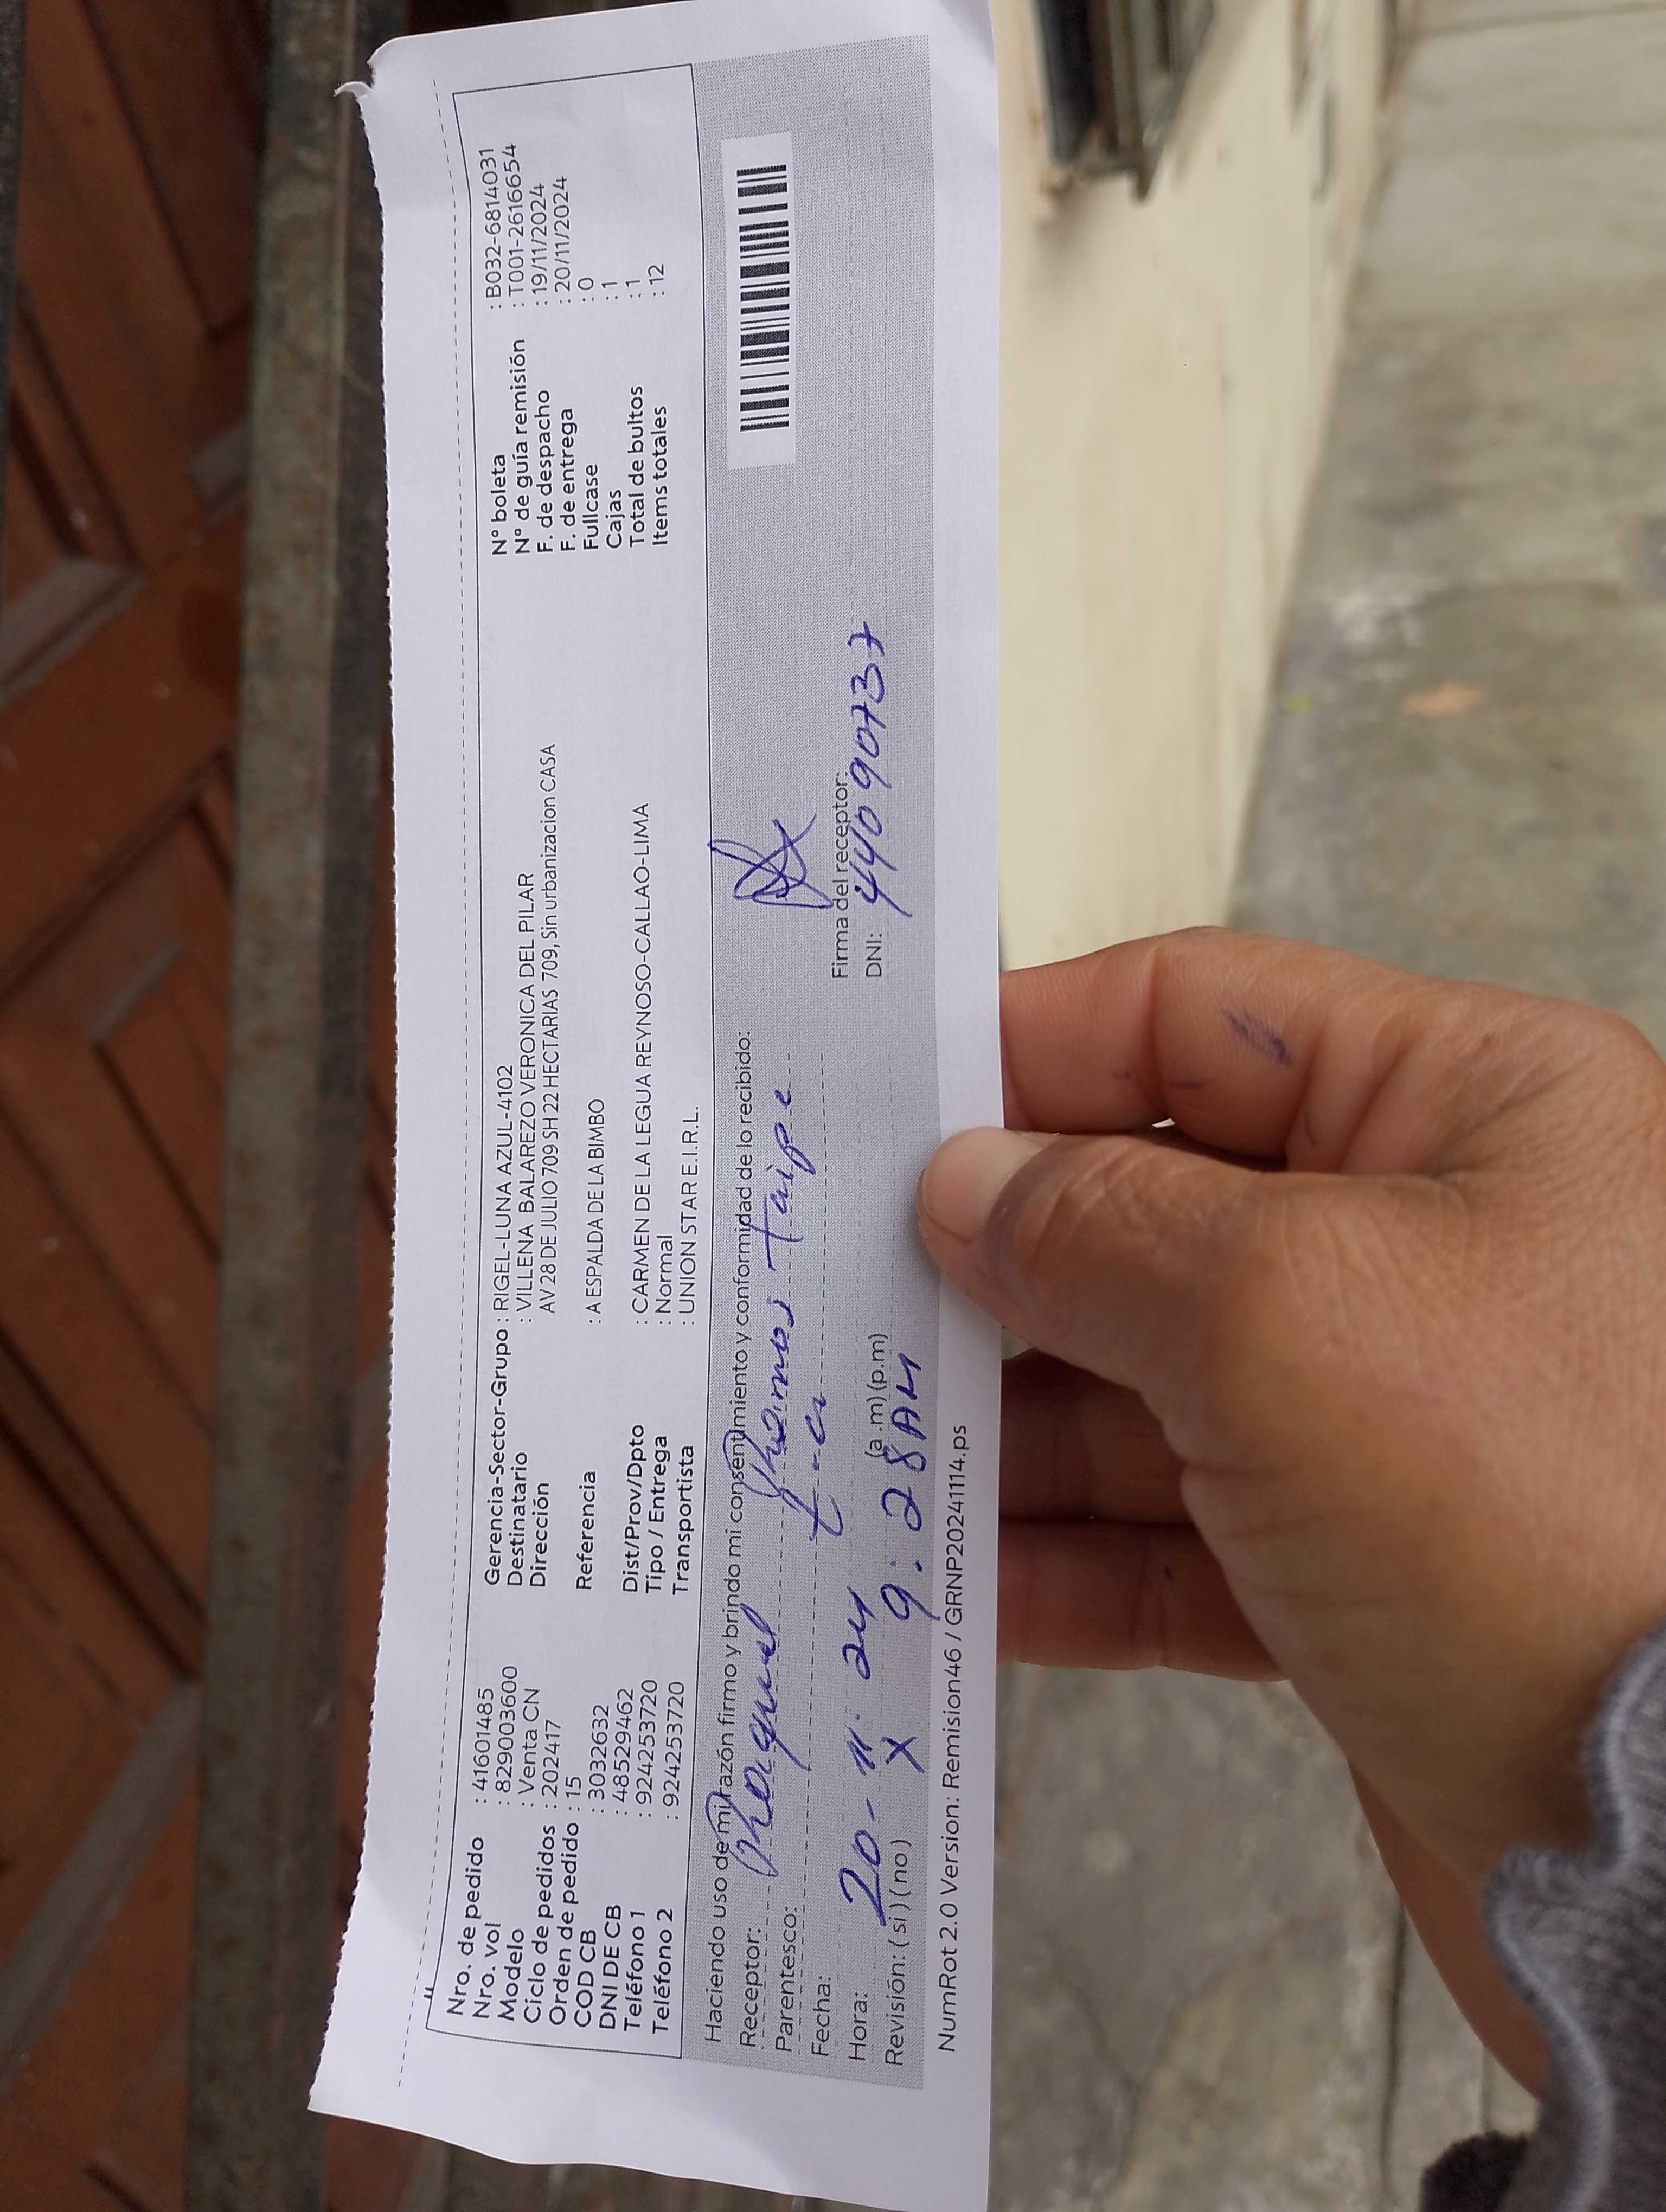 Nro. de pedido : 41601485
Nro. vol : 829003600
Modelo : Venta CN
Ciclo de pedidos : 202417
Orden de pedido : 15
COD CB : 3032632
DNI DE CB : 48529462
Teléfono 1 : 924253720
Teléfono 2 : 924253720
Gerencia-Sector-Grupo : RIGEL-LUNA AZUL-4102
Destinatario : VILLENA BALAREZO VERONICA DEL PILAR
Dirección AV 28 DE JULIO 709 SH 22 HECTARIAS 709, Sin urbanizacion CASA
Referencia : A ESPALDA DE LA BIMBO
Dist/Prov/Dpto : CARMEN DE LA LEGUA REYNOSO-CALLAO-LIMA
Tipo / Entrega : Normal
Transportista : UNION STAR E.I.R.L.
N° boleta : B032-6814031
N° de guía remisión : T001-2616654
F. de despacho : 19/11/2024
F. de entrega : 20/11/2024
Fullcase : 0
Cajas : 1
Total de bultos : 1
Items totales : 12
Haciendo uso de mi razón firmo y brindo mi consentimiento y conformidad de lo recibido:
Receptor: Taipe
Parentesco:
Fecha: 20-11-24
Hora: 9:28 AM (a.m) (p.m)
Revisión: ( si ) ( no ) X
Firma del receptor:
DNI: 44090737
NumRot 2.0 Version: Remision46 / GRNP20241114.ps